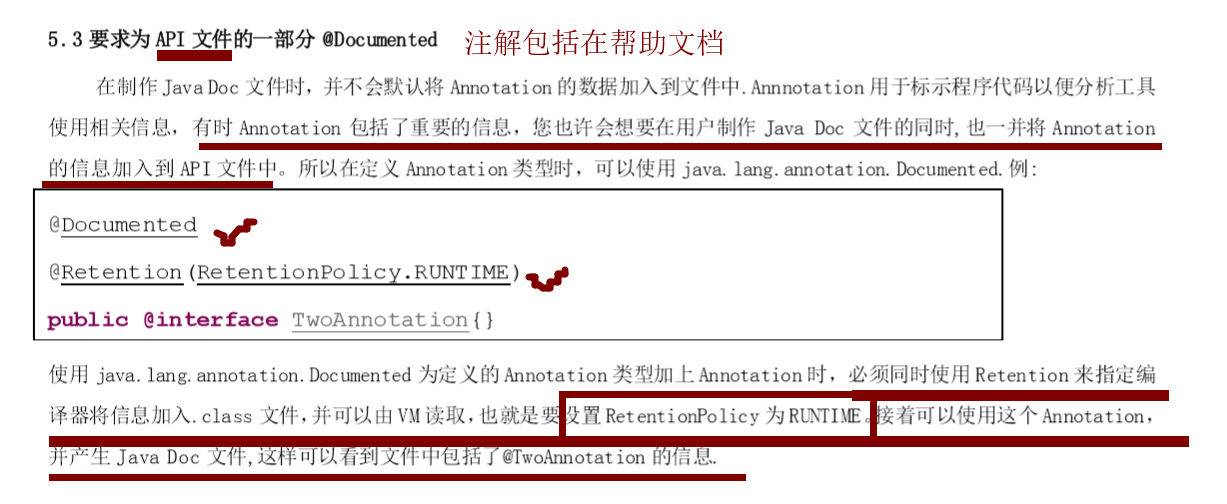 5.3 要求为 API 文件的一部分 @Documented 注解包括在帮助文档
在制作 Java Doc 文件时，并不会默认将 Annotation 的数据加入到文件中.Annnotation 用于标示程序代码以便分析工具
使用相关信息，有时 Annotation 包括了重要的信息，您也许会想要在用户制作 Java Doc 文件的同时,也一并将 Annotation
的信息加入到 API 文件中。所以在定义 Annotation 类型时，可以使用 java.lang.annotation.Documented.例:
@Documented
@Retention(RetentionPolicy.RUNTIME)
public @interface TwoAnnotation{}
使用 java.lang.annotation.Documented 为定义的 Annotation 类型加上 Annotation 时，必须同时使用 Retention 来指定编
译器将信息加入.class 文件,并可以由 VM 读取,也就是要设置 RetentionPolicy 为 RUNTIME。接着可以使用这个 Annotation，
并产生 Java Doc 文件,这样可以看到文件中包括了@TwoAnnotation 的信息.